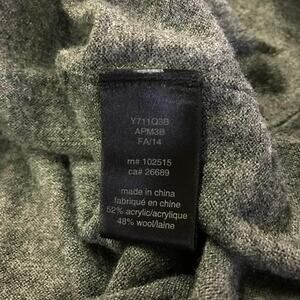 Y711Q3B
APM3B
FA/14
rn# 102515
ca# 26689
made in china
fabriqué en chine
52% acrylic/acrylique
48% wool/laine